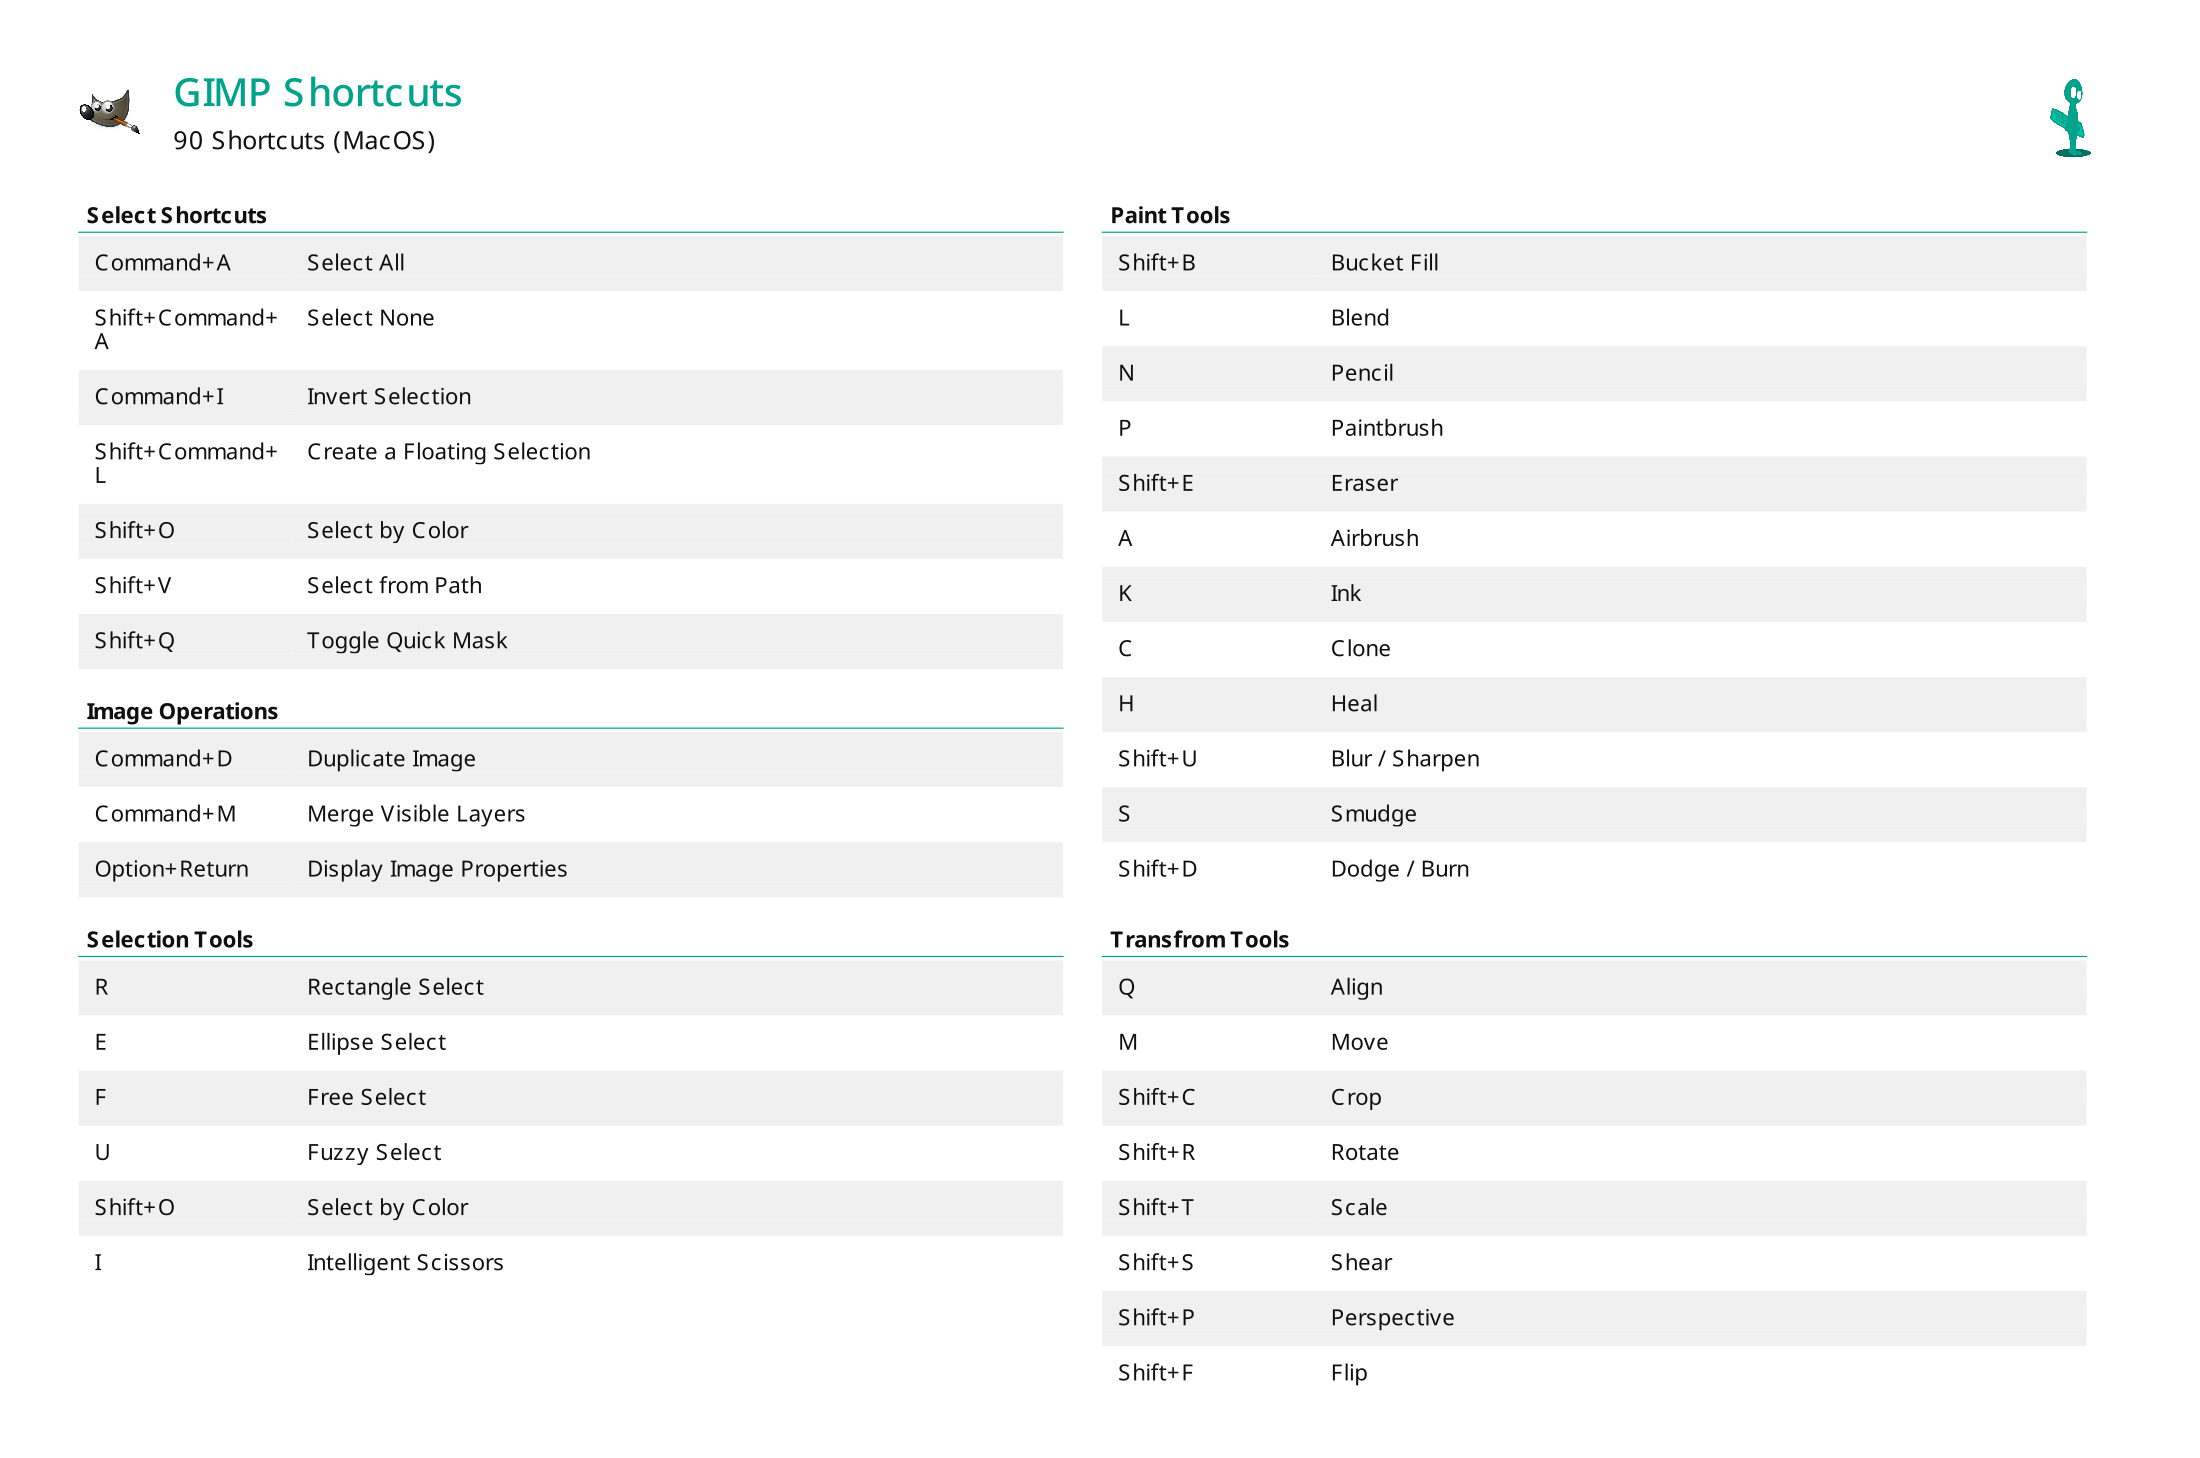 GIMP Shortcuts
90 Shortcuts (MacOS)
Select Shortcuts
Command+A Select All
Shift+Command+ Select None
A
Command+I Invert Selection
Shift+Command+ Create a Floating Selection
L
Shift+O Select by Color
Shift+V Select from Path
Shift+Q Toggle Quick Mask
Image Operations
Command+D Duplicate Image
Command+M Merge Visible Layers
Option+Return Display Image Properties
Selection Tools
R Rectangle Select
E Ellipse Select
F Free Select
U Fuzzy Select
Shift+O Select by Color
I Intelligent Scissors
Paint Tools
Shift+B Bucket Fill
L Blend
N Pencil
P Paintbrush
Shift+E Eraser
A Airbrush
K Ink
C Clone
H Heal
Shift+U Blur / Sharpen
S Smudge
Shift+D Dodge / Burn
Transfrom Tools
Q Align
M Move
Shift+C Crop
Shift+R Rotate
Shift+T Scale
Shift+S Shear
Shift+P Perspective
Shift+F Flip